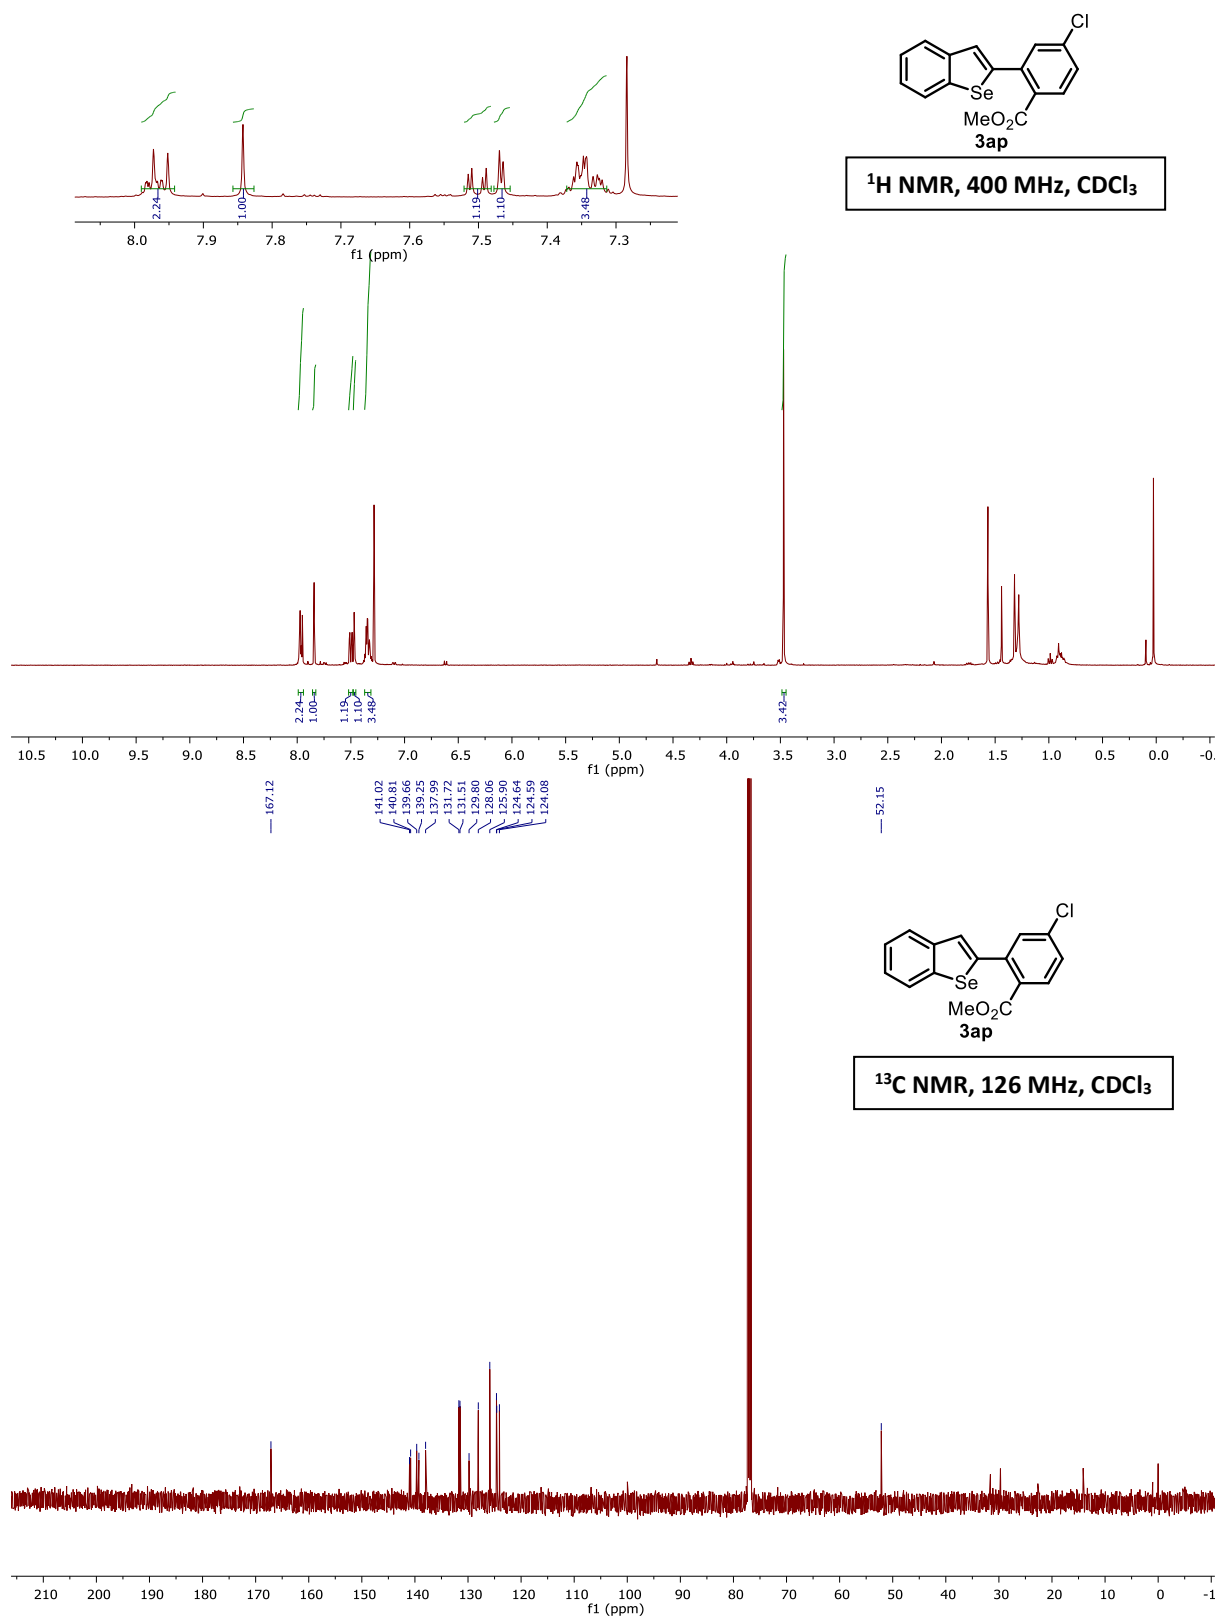 Cl
Se
MeO₂C
3ap
¹H NMR, 400 MHz, CDCl₃
2.24
1.00
1.19
1.10
3.48
8.0 7.9 7.8 7.7 7.6 7.5 7.4 7.3
f1 (ppm)
2.24
1.00
1.19
1.10
3.48
3.42
10.5 10.0 9.5 9.0 8.5 8.0 7.5 7.0 6.5 6.0 5.5 5.0 4.5 4.0 3.5 3.0 2.5 2.0 1.5 1.0 0.5 0.0 -0.
f1 (ppm)
167.12
141.02
140.81
139.66
139.25
137.99
131.72
131.51
129.80
128.06
125.90
124.64
124.59
124.08
52.15
Cl
Se
MeO₂C
3ap
¹³C NMR, 126 MHz, CDCl₃
210 200 190 180 170 160 150 140 130 120 110 100 90 80 70 60 50 40 30 20 10 0 -1
f1 (ppm)